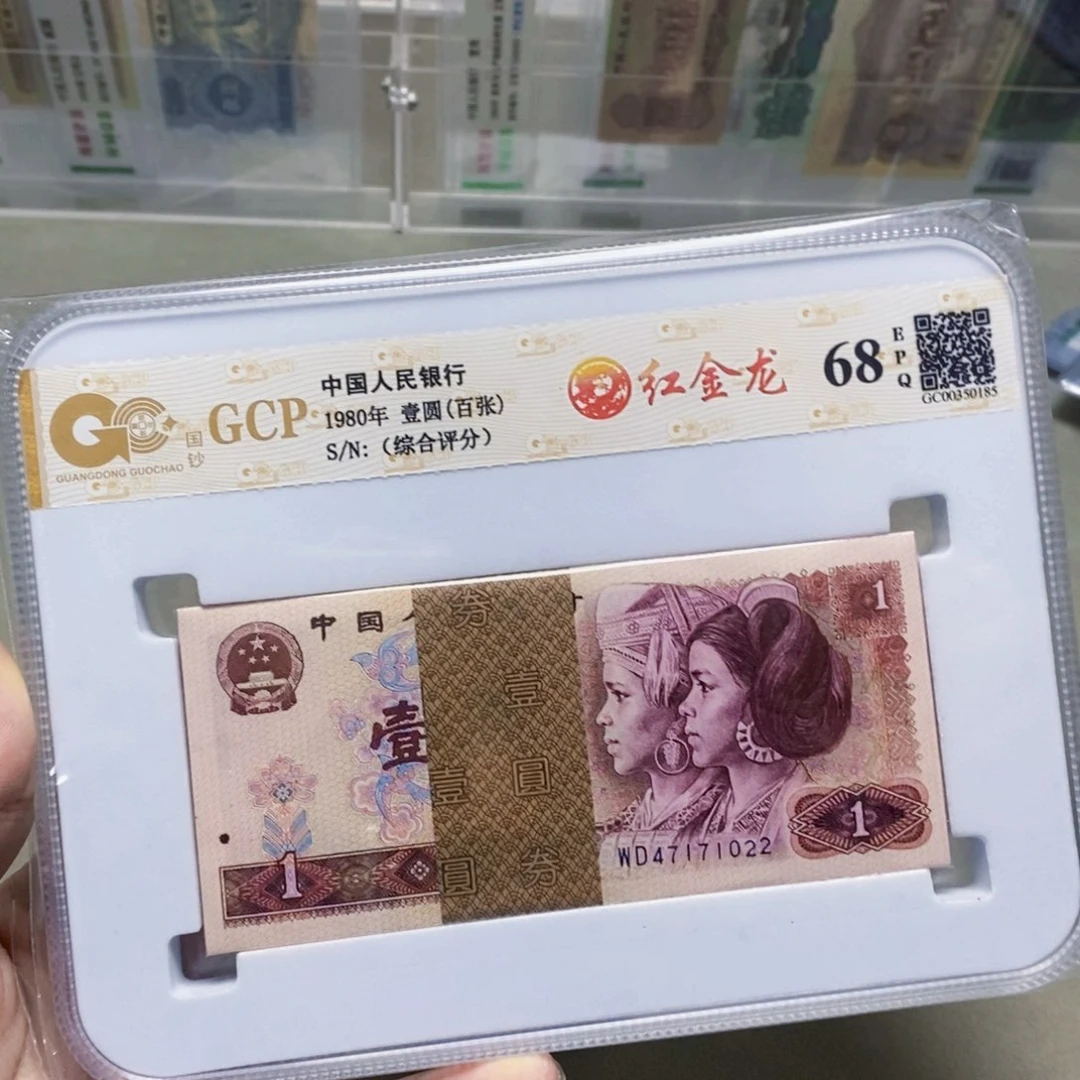 中国人民银行
1980年 壹圆(百张)
S/N:（综合评分）
GCP
国钞
GUANGDONG GUOCHAO
红金龙
68
EPQ
GC00350185
中国人
壹
1
券
壹
圆
壹
圆
券
1
1
WD47171022